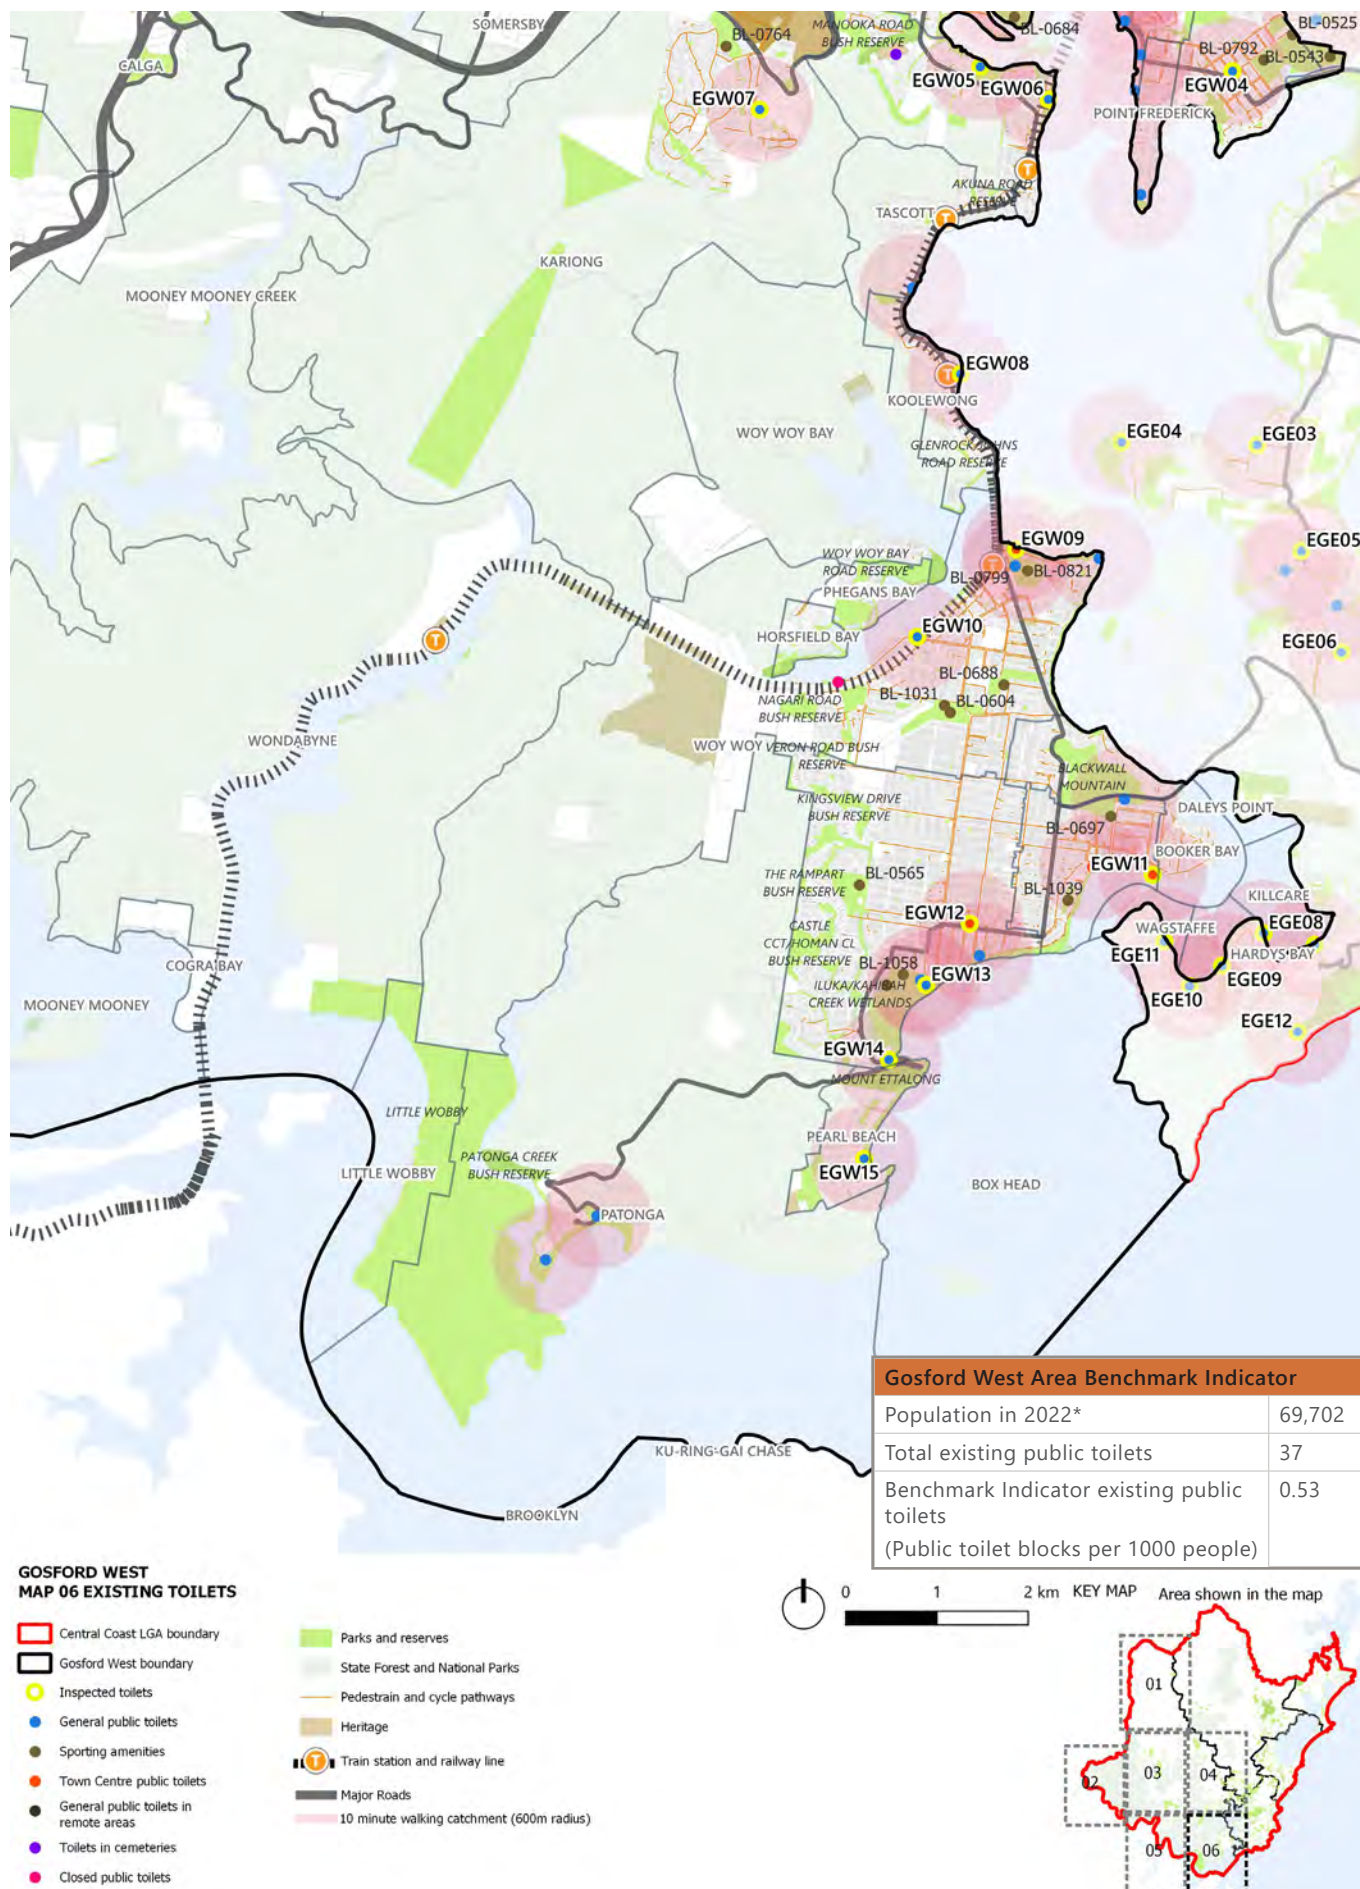 SOMERSBY
MANOOKA ROAD
BUSH RESERVE
BL-0764
BL-0684
BL-0525
BL-0792
BL-0543
CALGA
EGW05
EGW06
EGW07
EGW04
POINT FREDERICK
AKUNA ROAD
RESERVE
TASCOTT
KARIONG
MOONEY MOONEY CREEK
EGW08
KOOLEWONG
WOY WOY BAY
GLENROCK/JOHNS
ROAD RESERVE
EGE04
EGE03
EGW09
EGE05
WOY WOY BAY
ROAD RESERVE
BL-0799
BL-0821
PHEGANS BAY
EGW10
HORSFIELD BAY
EGE06
BL-0688
BL-1031
BL-0604
NAGARI ROAD
BUSH RESERVE
WONDABYNE
WOY WOY
VERON ROAD BUSH
RESERVE
BLACKWALL
MOUNTAIN
KINGSVIEW DRIVE
BUSH RESERVE
DALEYS POINT
BL-0697
BOOKER BAY
EGW11
THE RAMPART
BUSH RESERVE
BL-0565
BL-1039
KILLCARE
EGW12
EGE08
CASTLE
CCT/HOMAN CL
BUSH RESERVE
WAGSTAFFE
EGE11
HARDYS BAY
COGRA BAY
BL-1058
EGW13
EGE09
ILUKA/KAHIBAH
CREEK WETLANDS
EGE10
MOONEY MOONEY
EGE12
EGW14
MOUNT ETTALONG
LITTLE WOBBY
PEARL BEACH
PATONGA CREEK
BUSH RESERVE
LITTLE WOBBY
EGW15
BOX HEAD
PATONGA
Gosford West Area Benchmark Indicator
Population in 2022* 69,702
Total existing public toilets 37
Benchmark Indicator existing public 0.53
toilets
(Public toilet blocks per 1000 people)
KU-RING-GAI CHASE
BROOKLYN
GOSFORD WEST
MAP 06 EXISTING TOILETS
Central Coast LGA boundary
Gosford West boundary
Inspected toilets
General public toilets
Sporting amenities
Town Centre public toilets
General public toilets in
remote areas
Toilets in cemeteries
Closed public toilets
Parks and reserves
State Forest and National Parks
Pedestrain and cycle pathways
Heritage
T Train station and railway line
Major Roads
10 minute walking catchment (600m radius)
0 1 2 km
KEY MAP Area shown in the map
01
02
03
04
05
06